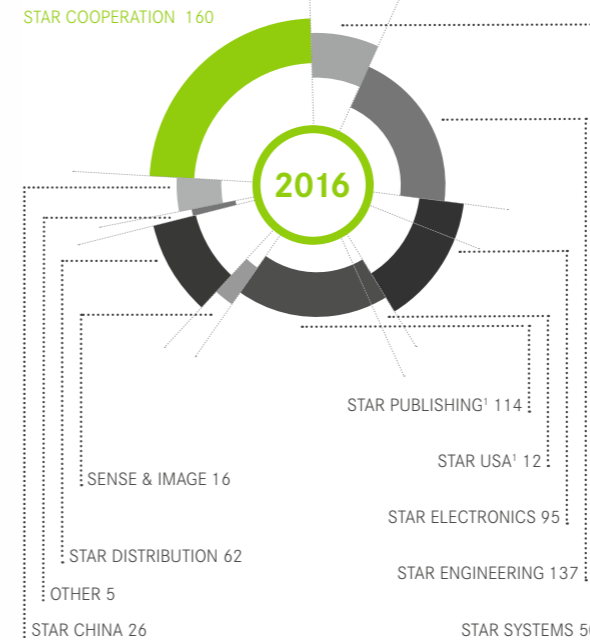 STAR COOPERATION 160
2016
STAR PUBLISHING¹ 114
STAR USA¹ 12
SENSE & IMAGE 16
STAR ELECTRONICS 95
STAR DISTRIBUTION 62
STAR ENGINEERING 137
OTHER 5
STAR CHINA 26
STAR SYSTEMS